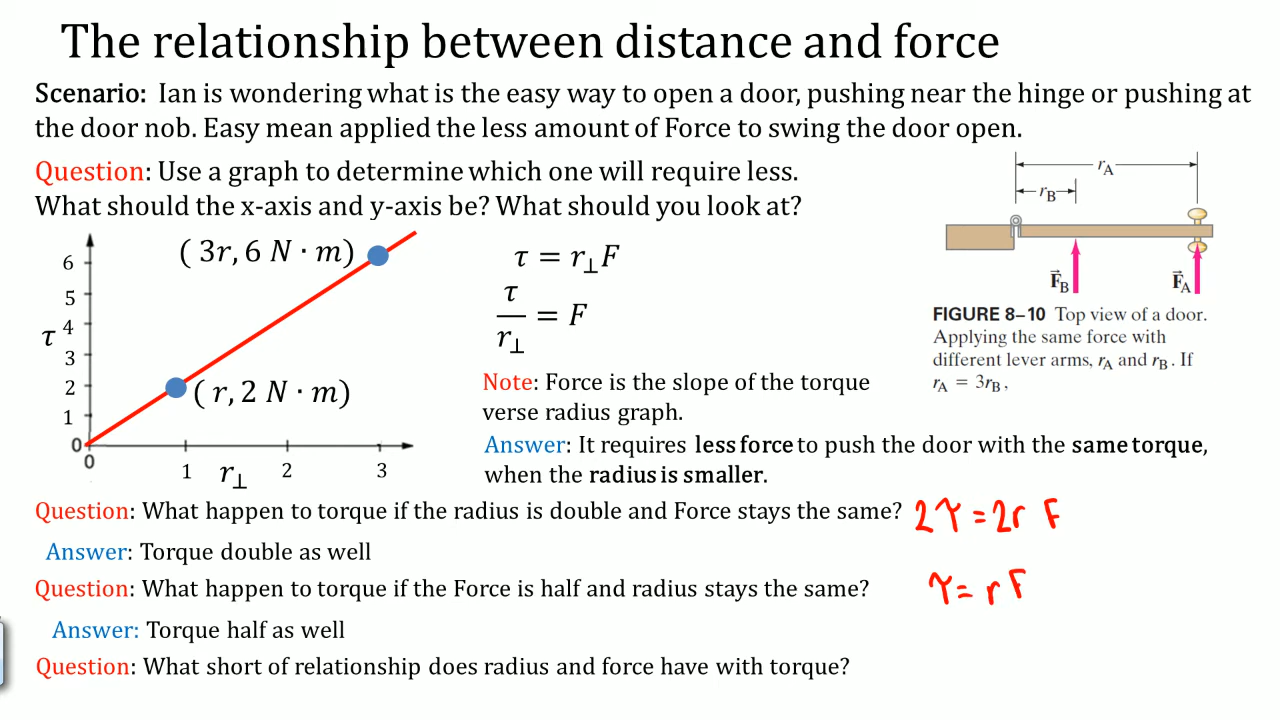 The relationship between distance and force
Scenario: Ian is wondering what is the easy way to open a door, pushing near the hinge or pushing at
the door nob. Easy mean applied the less amount of Force to swing the door open.
Question: Use a graph to determine which one will require less.
What should the x-axis and y-axis be? What should you look at?
rA
rB
F⃗B
F⃗A
FIGURE 8–10 Top view of a door.
Applying the same force with
different lever arms, rA and rB. If
rA = 3rB,
( 3r, 6 N · m)
( r, 2 N · m)
6
5
τ 4
3
2
1
0
0
1
r⊥
2
3
τ = r⊥F
τ/r⊥ = F
Note: Force is the slope of the torque
verse radius graph.
Answer: It requires less force to push the door with the same torque,
when the radius is smaller.
Question: What happen to torque if the radius is double and Force stays the same? 2τ = 2r F
Answer: Torque double as well
Question: What happen to torque if the Force is half and radius stays the same? τ = r F
Answer: Torque half as well
Question: What short of relationship does radius and force have with torque?